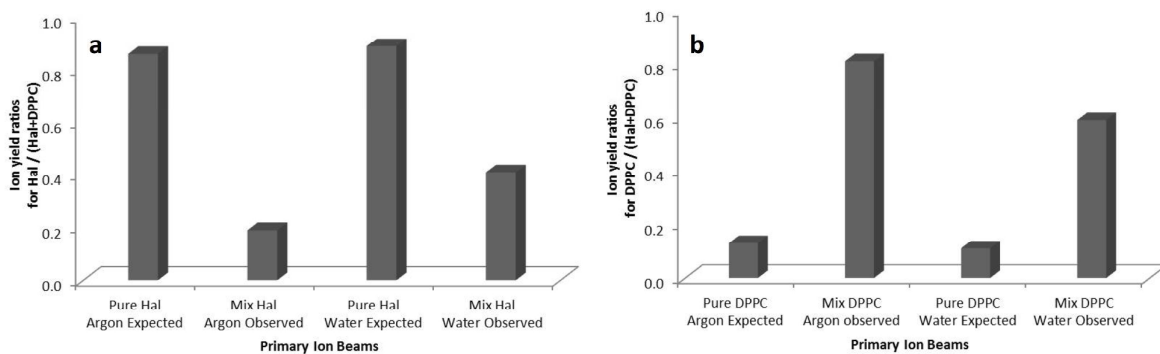 a
Ion yield ratios
for Hal / (Hal+DPPC)
1.0
0.8
0.6
0.4
0.2
0.0
Pure Hal
Argon Expected
Mix Hal
Argon Observed
Pure Hal
Water Expected
Mix Hal
Water Observed
Primary Ion Beams
b
Ion yield ratios
for DPPC / (Hal+DPPC)
1.0
0.8
0.6
0.4
0.2
0.0
Pure DPPC
Argon Expected
Mix DPPC
Argon observed
Pure DPPC
Water Expected
Mix DPPC
Water Observed
Primary Ion Beams